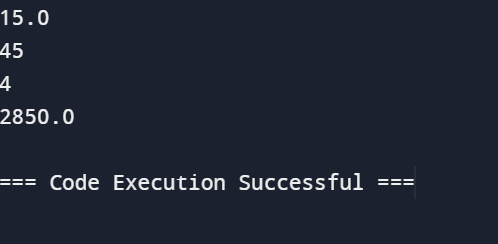 15.0
45
4
2850.0
=== Code Execution Successful ===